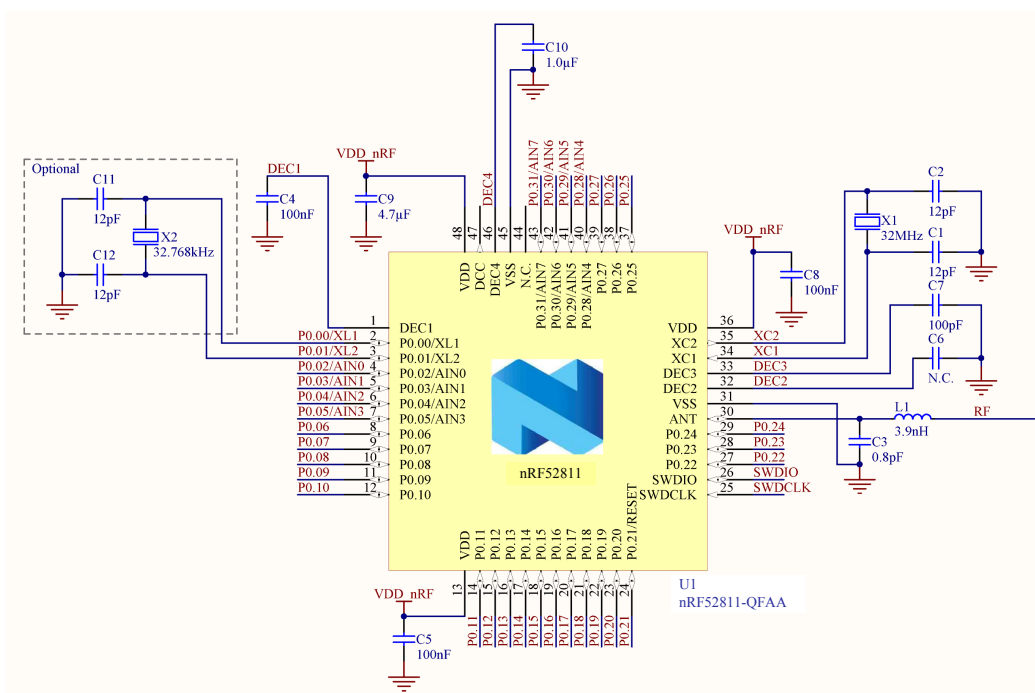 C10
1.0µF
Optional
C11
12pF
X2
32.768kHz
C12
12pF
DEC1
C4
100nF
VDD_nRF
C9
4.7µF
DEC4
P0.31/AIN7
P0.30/AIN6
P0.29/AIN5
P0.28/AIN4
P0.27
P0.26
P0.25
48
47
46
45
44
43
42
41
40
39
38
37
VDD
DCC
DEC4
VSS
N.C.
P0.31/AIN7
P0.30/AIN6
P0.29/AIN5
P0.28/AIN4
P0.27
P0.26
P0.25
C2
12pF
X1
32MHz
C1
12pF
VDD_nRF
C8
100nF
C7
100pF
C6
N.C.
1 DEC1
P0.00/XL1 2 P0.00/XL1
P0.01/XL2 3 P0.01/XL2
P0.02/AIN0 4 P0.02/AIN0
P0.03/AIN1 5 P0.03/AIN1
P0.04/AIN2 6 P0.04/AIN2
P0.05/AIN3 7 P0.05/AIN3
P0.06 8 P0.06
P0.07 9 P0.07
P0.08 10 P0.08
P0.09 11 P0.09
P0.10 12 P0.10
nRF52811
VDD 36
XC2 35 XC2
XC1 34 XC1
DEC3 33 DEC3
DEC2 32 DEC2
VSS 31
ANT 30
P0.24 29 P0.24
P0.23 28 P0.23
P0.22 27 P0.22
SWDIO 26 SWDIO
SWDCLK 25 SWDCLK
L1
3.9nH
RF
C3
0.8pF
VDD
P0.11
P0.12
P0.13
P0.14
P0.15
P0.16
P0.17
P0.18
P0.19
P0.20
P0.21/RESET
13
14
15
16
17
18
19
20
21
22
23
24
P0.11
P0.12
P0.13
P0.14
P0.15
P0.16
P0.17
P0.18
P0.19
P0.20
P0.21
U1
nRF52811-QFAA
VDD_nRF
C5
100nF